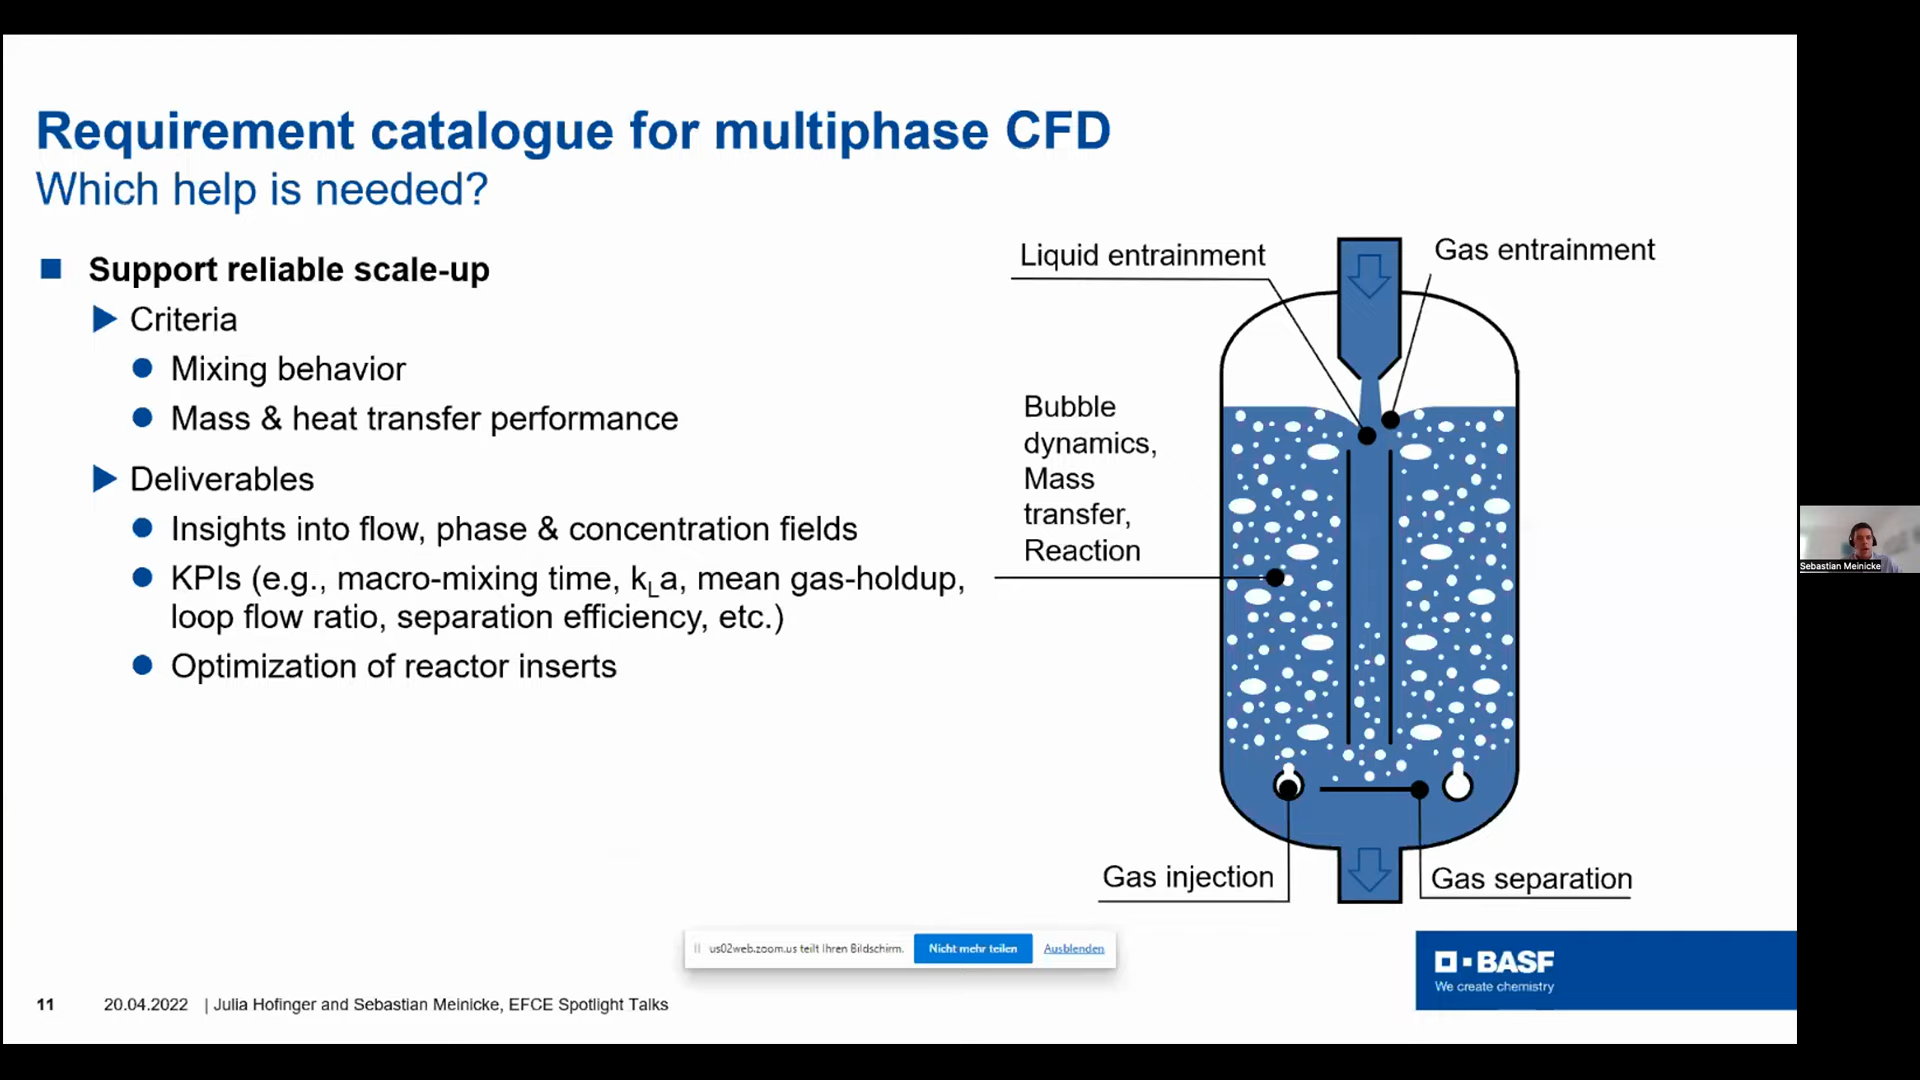 Requirement catalogue for multiphase CFD
Which help is needed?
Support reliable scale-up
Criteria
Mixing behavior
Mass & heat transfer performance
Deliverables
Insights into flow, phase & concentration fields
KPIs (e.g., macro-mixing time, kLa, mean gas-holdup,
loop flow ratio, separation efficiency, etc.)
Optimization of reactor inserts
Liquid entrainment
Gas entrainment
Bubble
dynamics,
Mass
transfer,
Reaction
Gas injection
Gas separation
us02web.zoom.us teilt Ihren Bildschirm.
Nicht mehr teilen
Ausblenden
BASF
We create chemistry
11 20.04.2022 | Julia Hofinger and Sebastian Meinicke, EFCE Spotlight Talks
Sebastian Meinicke